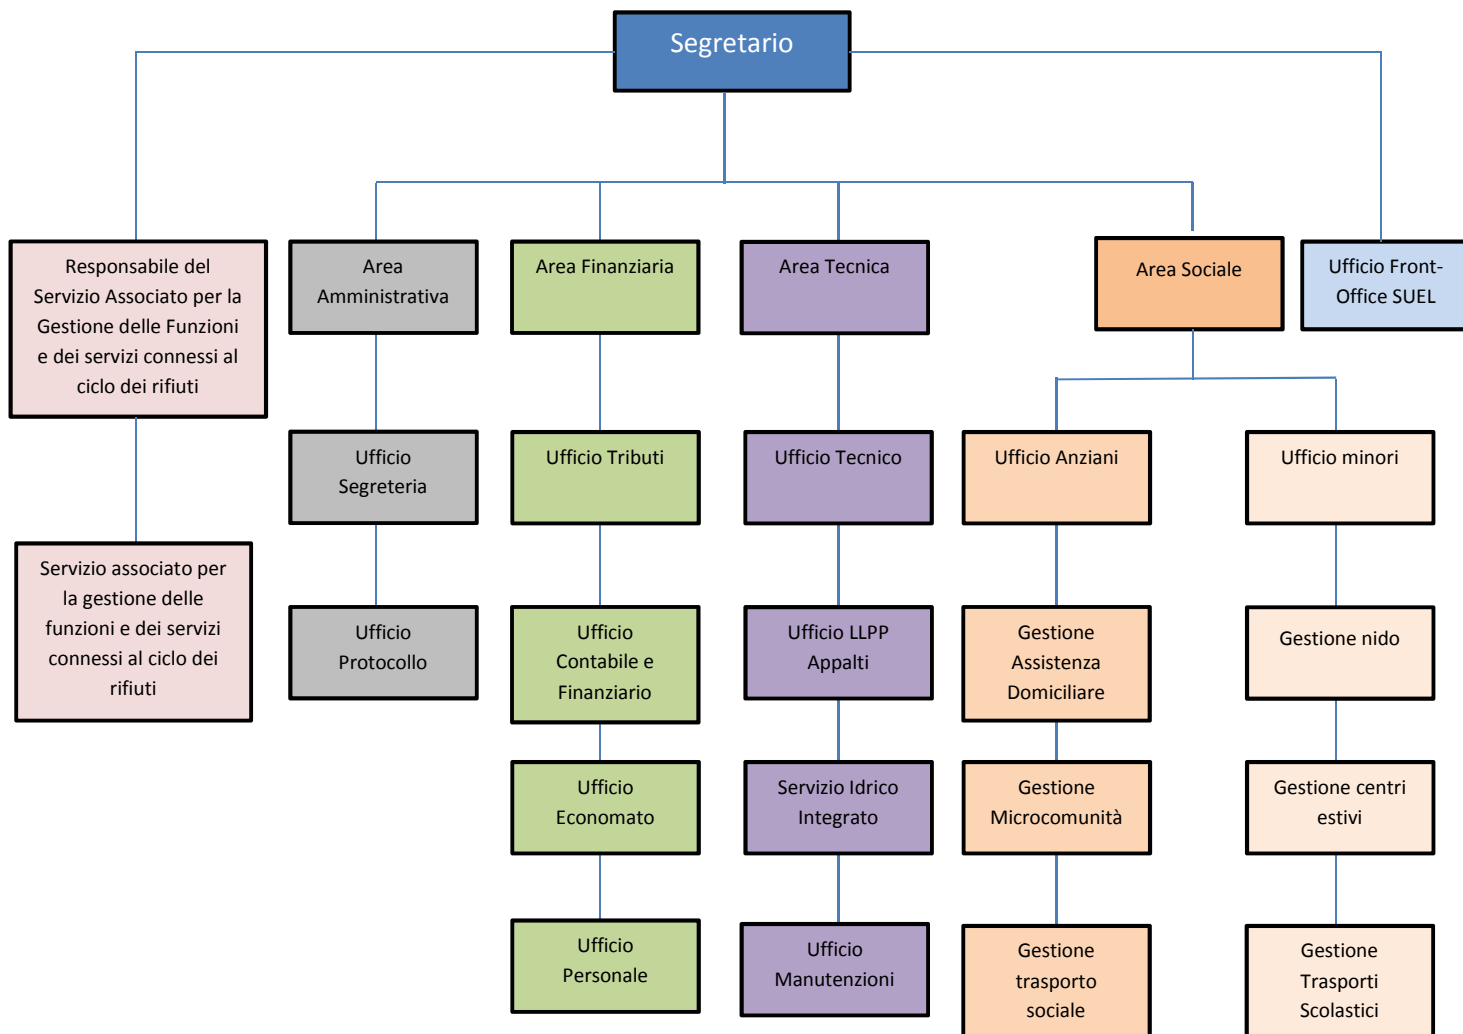 Segretario
Responsabile del
Servizio Associato per la
Gestione delle Funzioni
e dei servizi connessi al
ciclo dei rifiuti
Area
Amministrativa
Area Finanziaria
Area Tecnica
Area Sociale
Ufficio Front-
Office SUEL
Ufficio
Segreteria
Ufficio Tributi
Ufficio Tecnico
Ufficio Anziani
Ufficio minori
Servizio associato per
la gestione delle
funzioni e dei servizi
connessi al ciclo dei
rifiuti
Ufficio
Protocollo
Ufficio
Contabile e
Finanziario
Ufficio LLPP
Appalti
Gestione
Assistenza
Domiciliare
Gestione nido
Ufficio
Economato
Servizio Idrico
Integrato
Gestione
Microcomunità
Gestione centri
estivi
Ufficio
Personale
Ufficio
Manutenzioni
Gestione
trasporto
sociale
Gestione
Trasporti
Scolastici